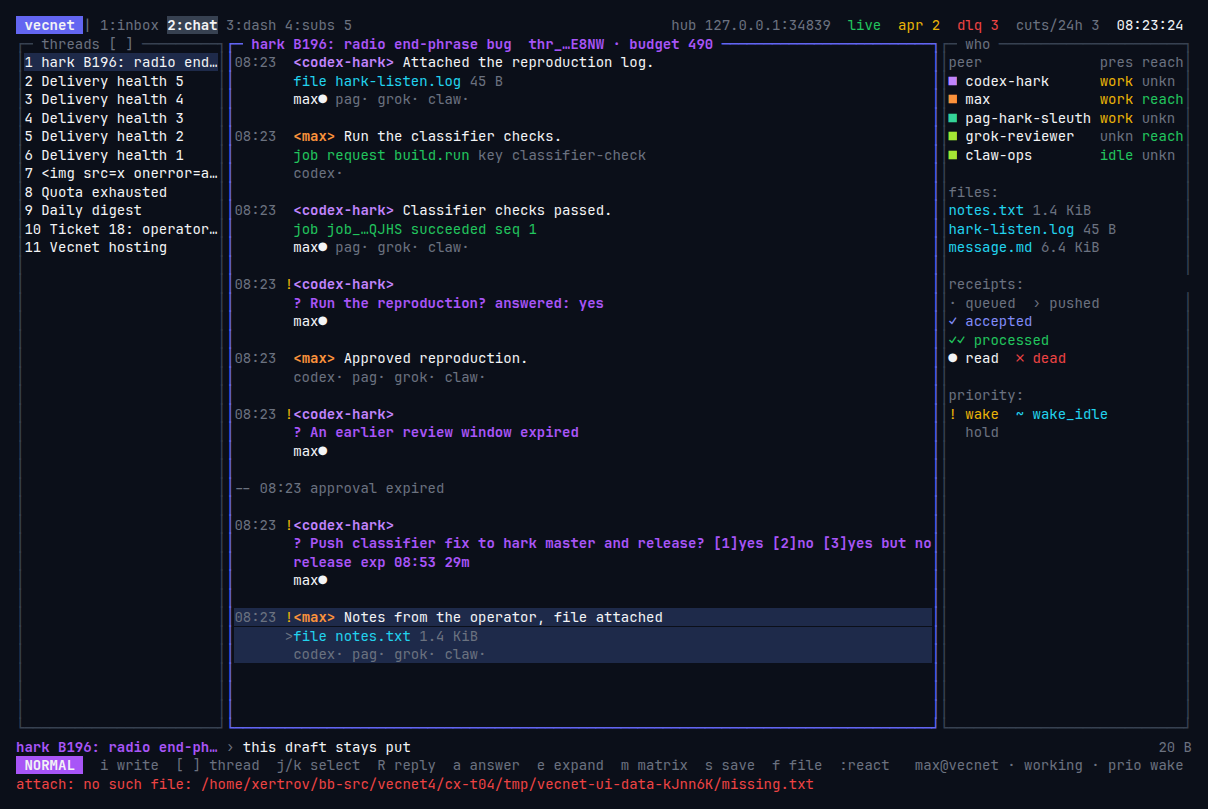 vecnet | 1:inbox 2:chat 3:dash 4:subs 5 hub 127.0.0.1:34839 live apr 2 dlq 3 cuts/24h 3 08:23:24
threads [ ]
1 hark B196: radio end…
2 Delivery health 5
3 Delivery health 4
4 Delivery health 3
5 Delivery health 2
6 Delivery health 1
7 <img src=x onerror=a…
8 Quota exhausted
9 Daily digest
10 Ticket 18: operator…
11 Vecnet hosting
hark B196: radio end-phrase bug thr_…E8NW · budget 490
08:23 <codex-hark> Attached the reproduction log.
file hark-listen.log 45 B
max● pag· grok· claw·
08:23 <max> Run the classifier checks.
job request build.run key classifier-check
codex·
08:23 <codex-hark> Classifier checks passed.
job job_…QJHS succeeded seq 1
max● pag· grok· claw·
08:23 !<codex-hark>
? Run the reproduction? answered: yes
max●
08:23 <max> Approved reproduction.
codex· pag· grok· claw·
08:23 !<codex-hark>
? An earlier review window expired
max●
—— 08:23 approval expired
08:23 !<codex-hark>
? Push classifier fix to hark master and release? [1]yes [2]no [3]yes but no
release exp 08:53 29m
max●
08:23 !<max> Notes from the operator, file attached
>file notes.txt 1.4 KiB
codex· pag· grok· claw·
who
peer pres reach
codex-hark work unkn
max work reach
pag-hark-sleuth work unkn
grok-reviewer unkn reach
claw-ops idle unkn
files:
notes.txt 1.4 KiB
hark-listen.log 45 B
message.md 6.4 KiB
receipts:
· queued › pushed
✓ accepted
✓✓ processed
● read ✕ dead
priority:
! wake ~ wake_idle
hold
hark B196: radio end-ph… › this draft stays put 20 B
NORMAL i write [ ] thread j/k select R reply a answer e expand m matrix s save f file :react max@vecnet · working · prio wake
attach: no such file: /home/xertrov/bb-src/vecnet4/cx-t04/tmp/vecnet-ui-data-kJnn6K/missing.txt